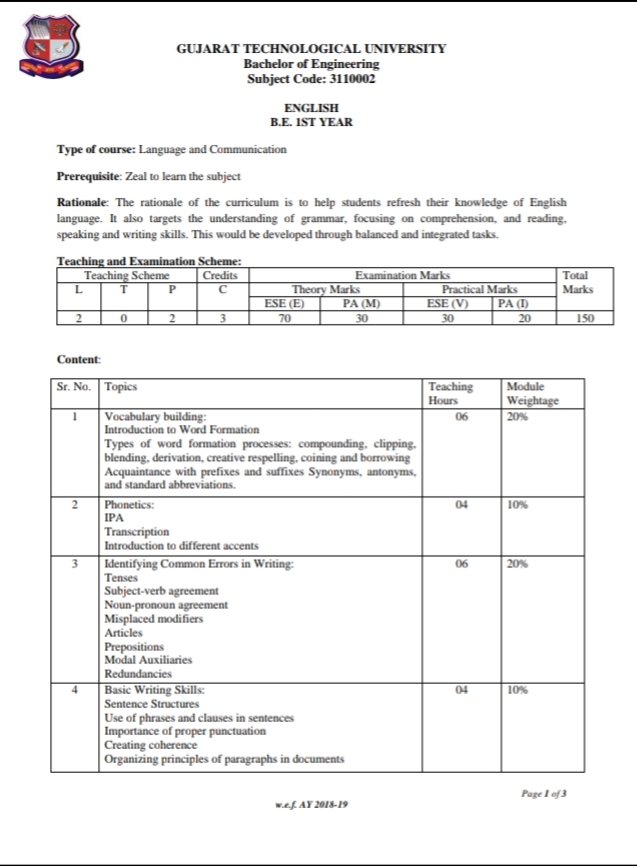 GUJARAT TECHNOLOGICAL UNIVERSITY
Bachelor of Engineering
Subject Code: 3110002
ENGLISH
B.E. 1ST YEAR
Type of course: Language and Communication
Prerequisite: Zeal to learn the subject
Rationale: The rationale of the curriculum is to help students refresh their knowledge of English
language. It also targets the understanding of grammar, focusing on comprehension, and reading,
speaking and writing skills. This would be developed through balanced and integrated tasks.
Teaching and Examination Scheme:
Teaching Scheme Credits Examination Marks Total
L T P C Theory Marks Practical Marks Marks
ESE (E) PA (M) ESE (V) PA (I)
2 0 2 3 70 30 30 20 150
Content:
Sr. No. Topics Teaching Module
Hours Weightage
1 Vocabulary building: 06 20%
Introduction to Word Formation
Types of word formation processes: compounding, clipping,
blending, derivation, creative respelling, coining and borrowing
Acquaintance with prefixes and suffixes Synonyms, antonyms,
and standard abbreviations.
2 Phonetics: 04 10%
IPA
Transcription
Introduction to different accents
3 Identifying Common Errors in Writing: 06 20%
Tenses
Subject-verb agreement
Noun-pronoun agreement
Misplaced modifiers
Articles
Prepositions
Modal Auxiliaries
Redundancies
4 Basic Writing Skills: 04 10%
Sentence Structures
Use of phrases and clauses in sentences
Importance of proper punctuation
Creating coherence
Organizing principles of paragraphs in documents
Page 1 of 3
w.e.f. AY 2018-19